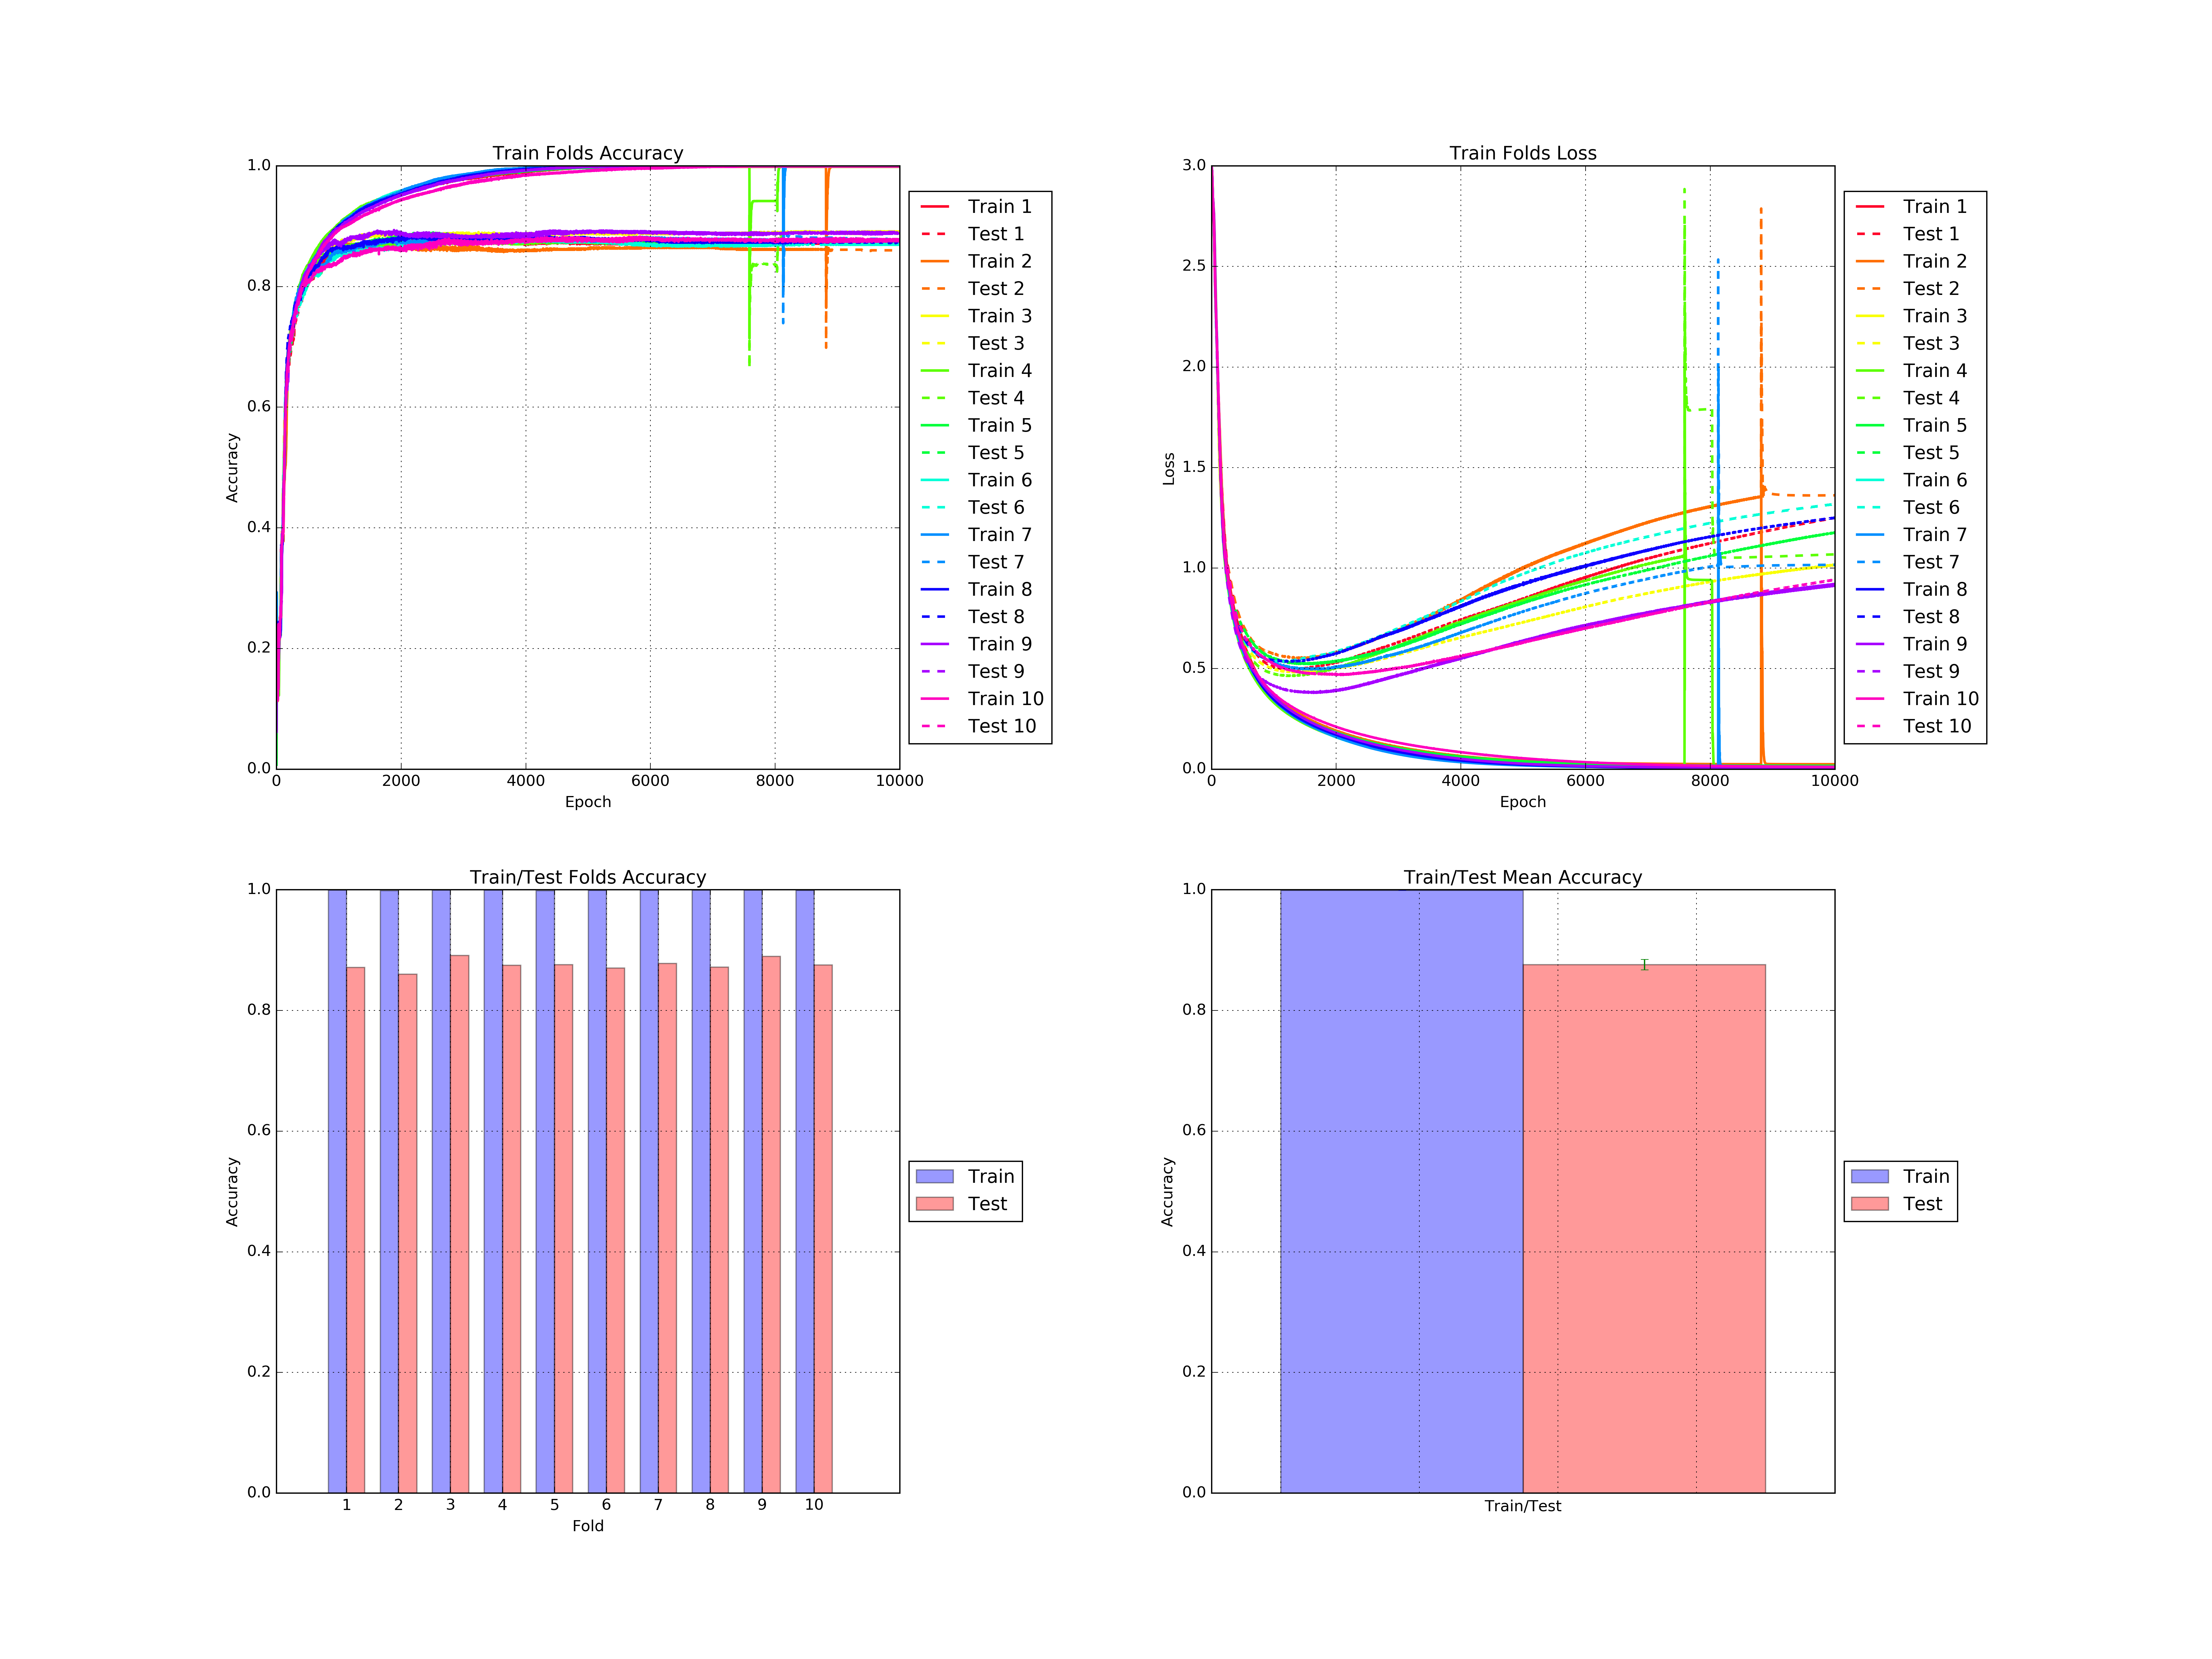 Train Folds Accuracy
1.0
0.8
0.6
0.4
0.2
0.0
Accuracy
0 2000 4000 6000 8000 10000
Epoch
Train 1
Test 1
Train 2
Test 2
Train 3
Test 3
Train 4
Test 4
Train 5
Test 5
Train 6
Test 6
Train 7
Test 7
Train 8
Test 8
Train 9
Test 9
Train 10
Test 10
Train Folds Loss
3.0
2.5
2.0
1.5
1.0
0.5
0.0
Loss
0 2000 4000 6000 8000 10000
Epoch
Train 1
Test 1
Train 2
Test 2
Train 3
Test 3
Train 4
Test 4
Train 5
Test 5
Train 6
Test 6
Train 7
Test 7
Train 8
Test 8
Train 9
Test 9
Train 10
Test 10
Train/Test Folds Accuracy
1.0
0.8
0.6
0.4
0.2
0.0
Accuracy
1 2 3 4 5 6 7 8 9 10
Fold
Train
Test
Train/Test Mean Accuracy
1.0
0.8
0.6
0.4
0.2
0.0
Accuracy
Train/Test
Train
Test